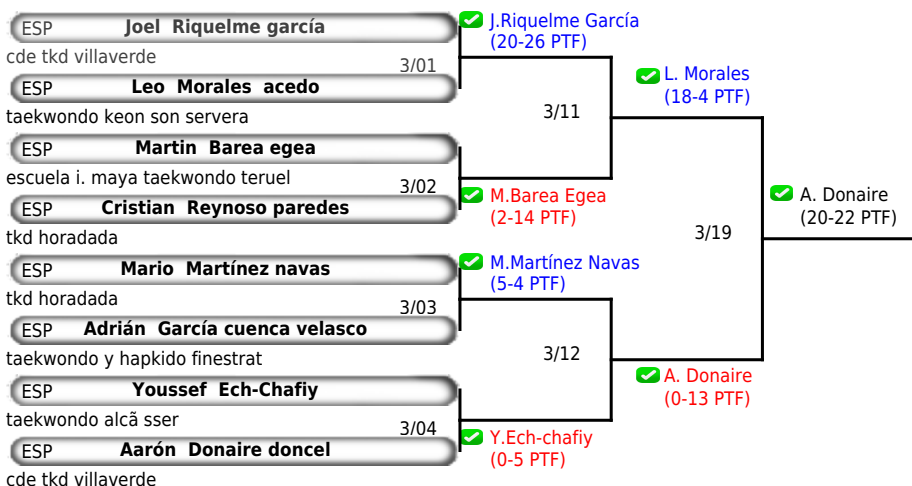 ESP Joel Riquelme garcía
cde tkd villaverde
3/01
ESP Leo Morales acedo
taekwondo keon son servera
ESP Martin Barea egea
escuela i. maya taekwondo teruel
3/02
ESP Cristian Reynoso paredes
tkd horadada
ESP Mario Martínez navas
tkd horadada
3/03
ESP Adrián García cuenca velasco
taekwondo y hapkido finestrat
ESP Youssef Ech-Chafiy
taekwondo alcã sser
3/04
ESP Aarón Donaire doncel
cde tkd villaverde
J.Riquelme García
(20-26 PTF)
3/11
M.Barea Egea
(2-14 PTF)
M.Martínez Navas
(5-4 PTF)
3/12
Y.Ech-chafiy
(0-5 PTF)
L. Morales
(18-4 PTF)
3/19
A. Donaire
(0-13 PTF)
A. Donaire
(20-22 PTF)